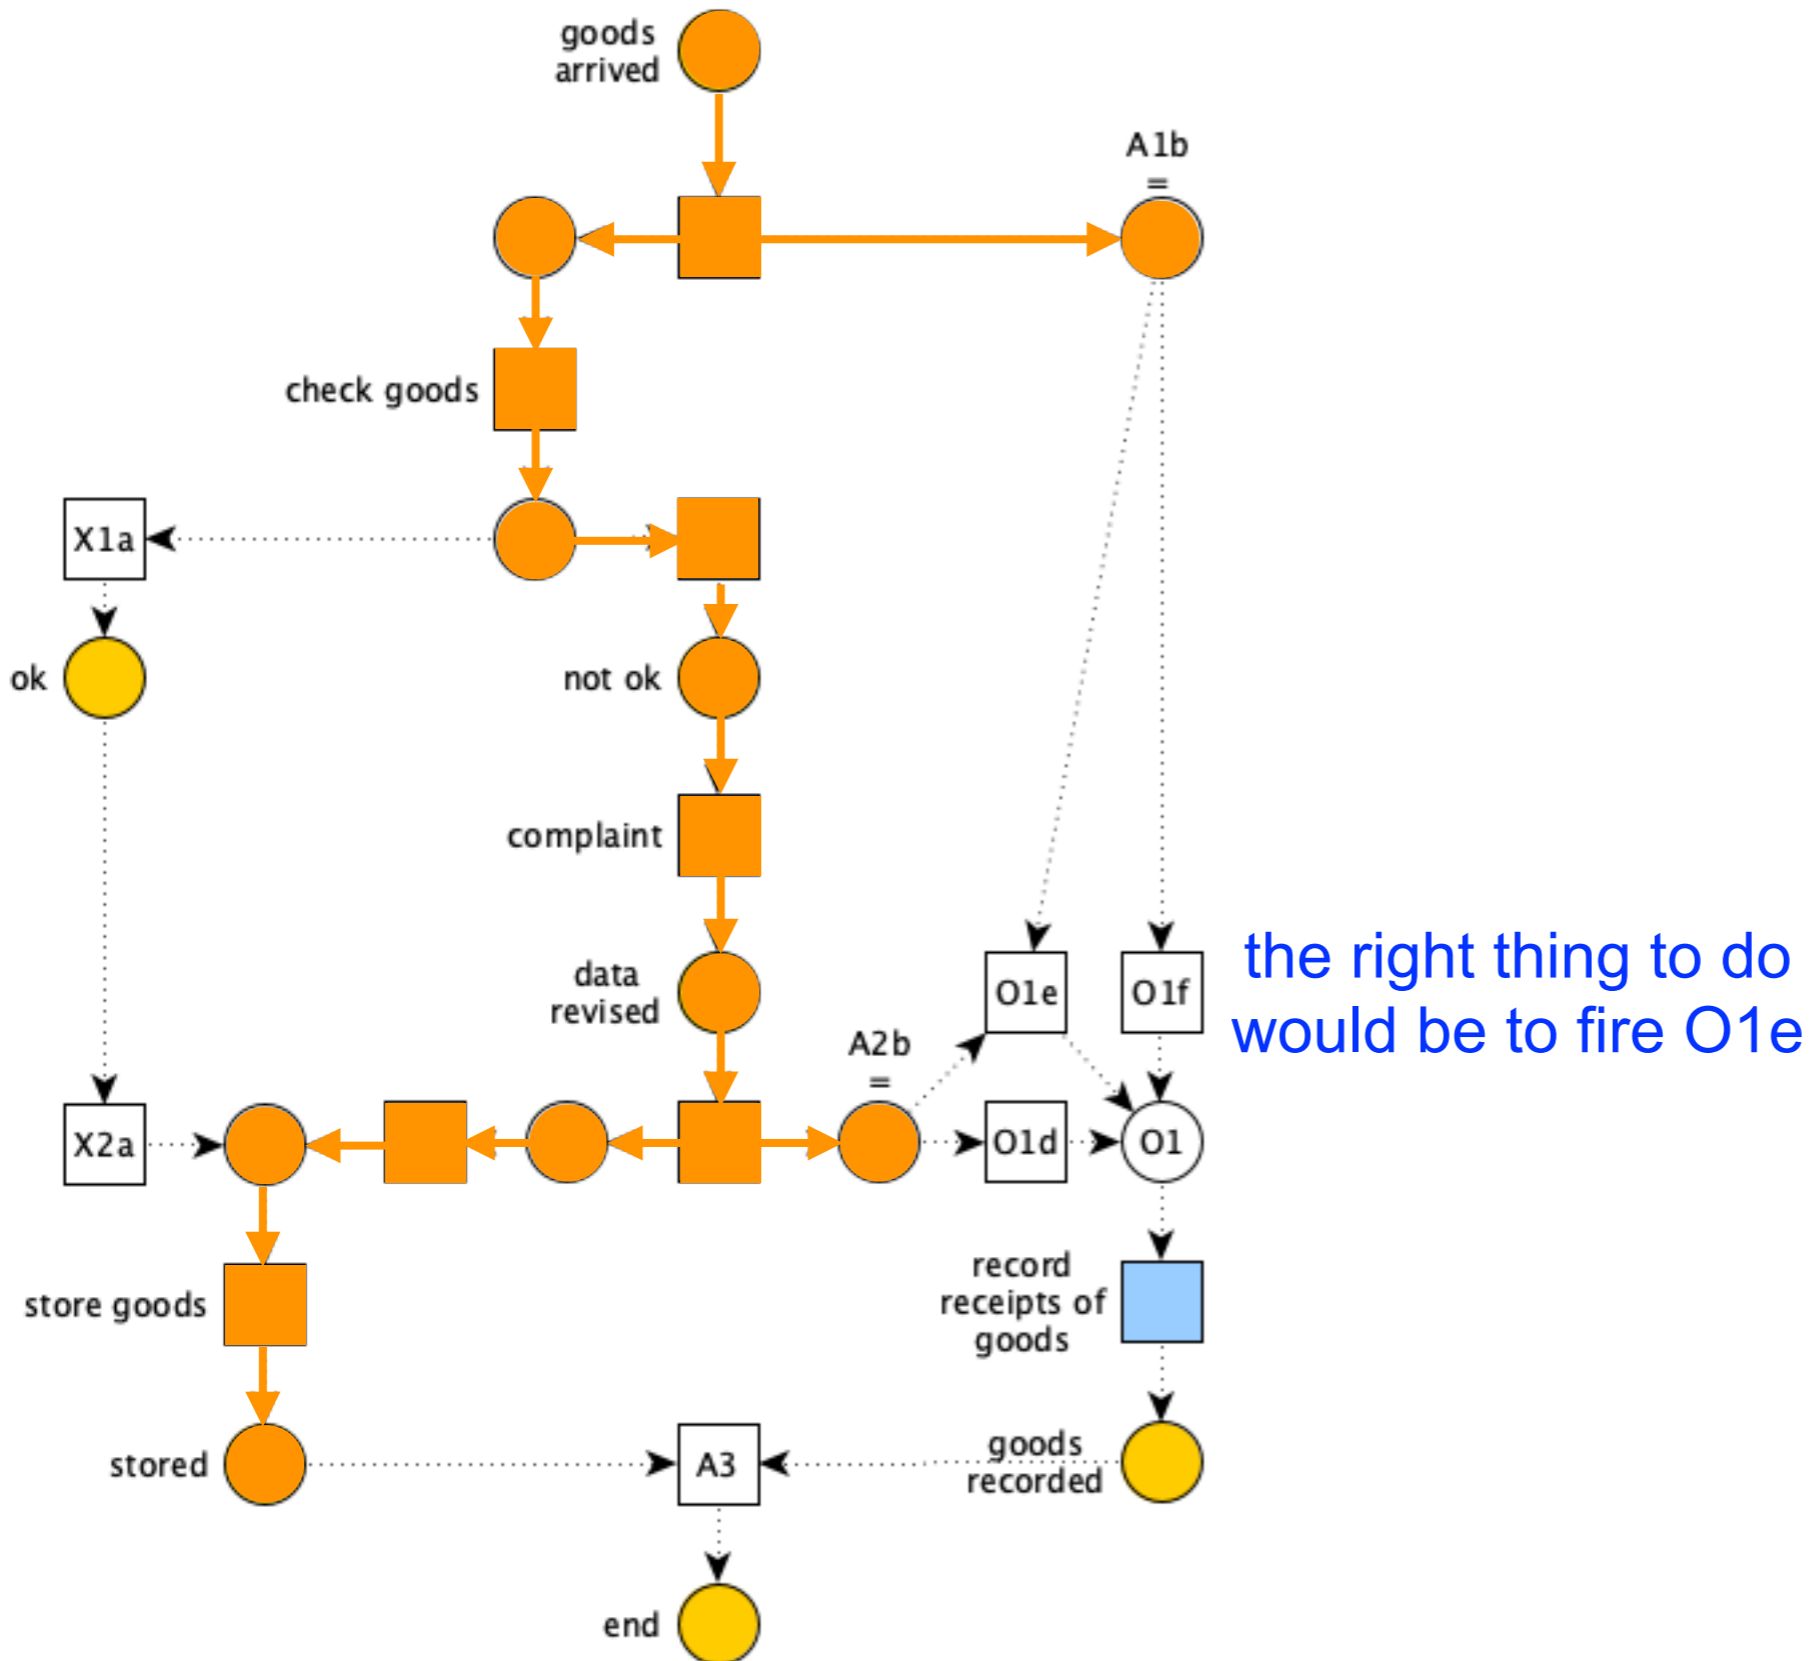 goods
arrived
A1b
=
check goods
X1a
ok
not ok
complaint
data
revised
O1e
O1f
the right thing to do
would be to fire O1e
A2b
=
X2a
O1d
O1
store goods
record
receipts of
goods
stored
A3
goods
recorded
end